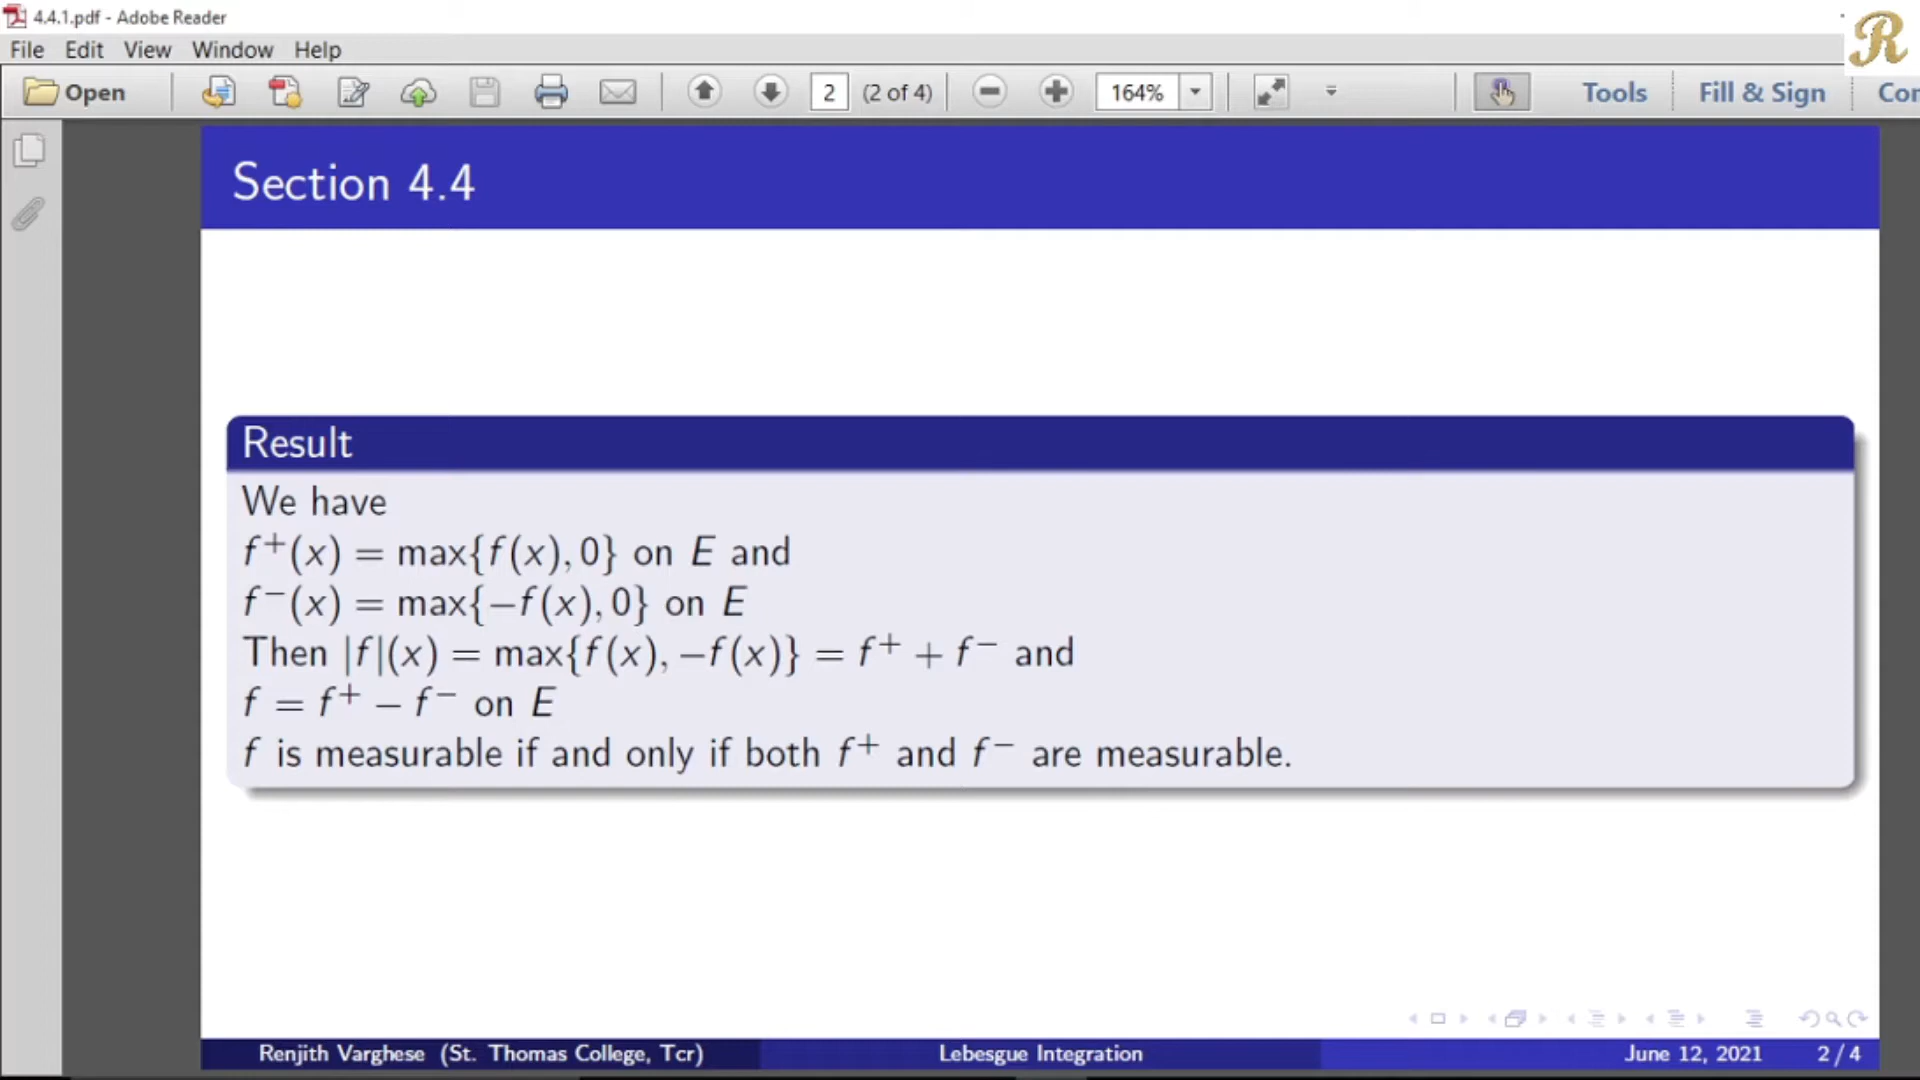 4.4.1.pdf - Adobe Reader
R
File Edit View Window Help
Open 2 (2 of 4) 164% Tools Fill & Sign Cor
Section 4.4
Result
We have
f⁺(x) = max{f(x), 0} on E and
f⁻(x) = max{−f(x), 0} on E
Then |f|(x) = max{f(x), −f(x)} = f⁺ + f⁻ and
f = f⁺ − f⁻ on E
f is measurable if and only if both f⁺ and f⁻ are measurable.
Renjith Varghese (St. Thomas College, Tcr) Lebesgue Integration June 12, 2021 2 / 4